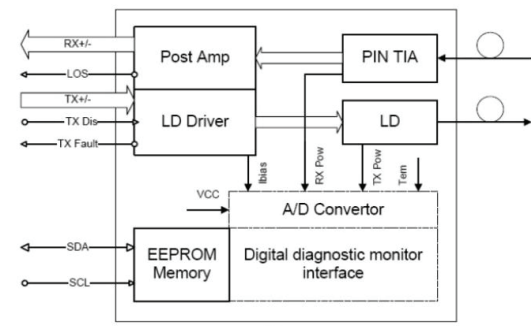 RX+/-
Post Amp
PIN TIA
LOS
TX+/-
LD Driver
LD
TX Dis
TX Fault
Ibias
RX Pow
TX Pow
Tem
VCC
A/D Convertor
SDA
EEPROM
Memory
Digital diagnostic monitor
interface
SCL